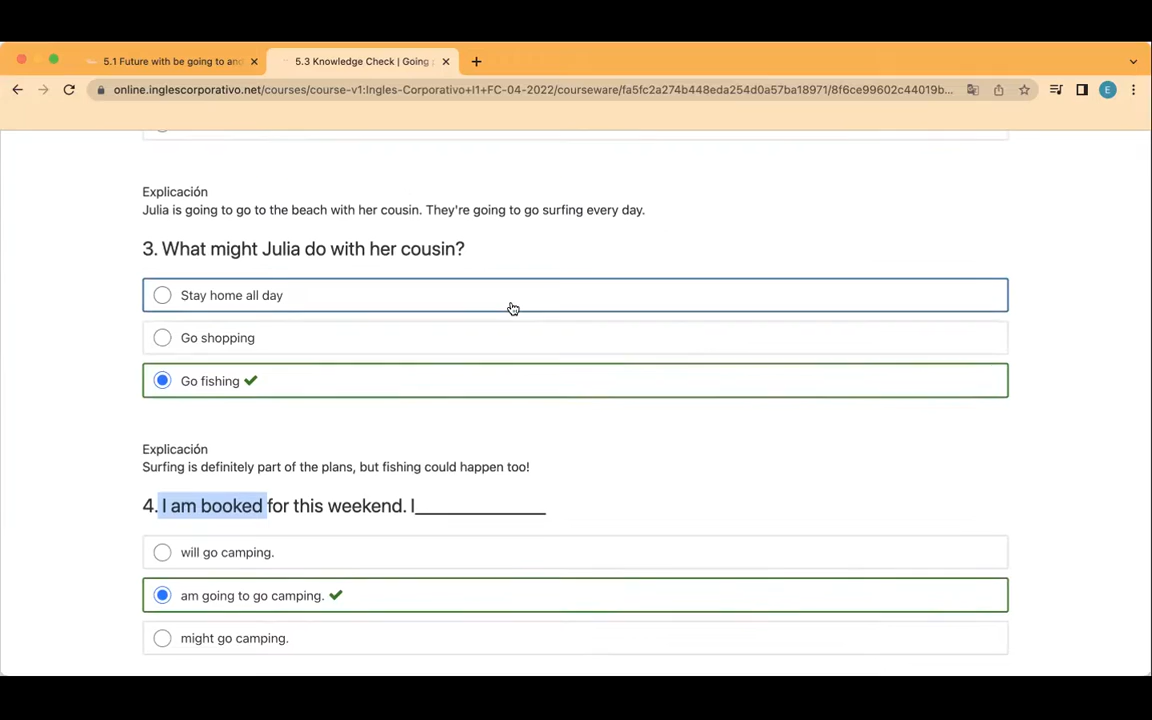 5.1 Future with be going to and
5.3 Knowledge Check | Going
online.inglescorporativo.net/courses/course-v1:Ingles-Corporativo+I1+FC-04-2022/courseware/fa5fc2a274b448eda254d0a57ba18971/8f6ce99602c44019b...
E
Explicación
Julia is going to go to the beach with her cousin. They're going to go surfing every day.
3. What might Julia do with her cousin?
Stay home all day
Go shopping
Go fishing
Explicación
Surfing is definitely part of the plans, but fishing could happen too!
4. I am booked for this weekend. I______________
will go camping.
am going to go camping.
might go camping.